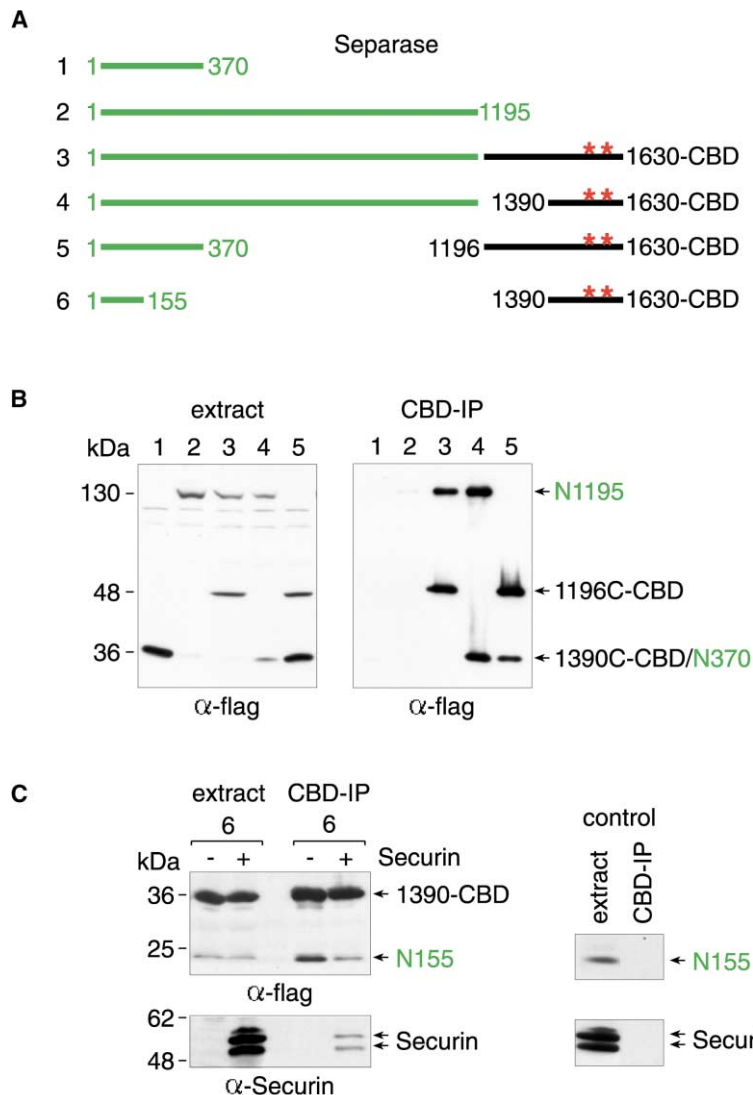 A
Separase
1 1 370
2 1 1195
3 1 ** 1630-CBD
4 1 1390 ** 1630-CBD
5 1 370 1196 ** 1630-CBD
6 1 155 1390 ** 1630-CBD
B
extract CBD-IP
kDa 1 2 3 4 5 1 2 3 4 5
130 N1195
48 1196C-CBD
36 1390C-CBD/N370
α-flag α-flag
C
extract CBD-IP
6 6
control
extract
CBD-IP
kDa - + - + Securin
36 1390-CBD
25 N155 N155
α-flag
62
Securin Secur
48
α-Securin